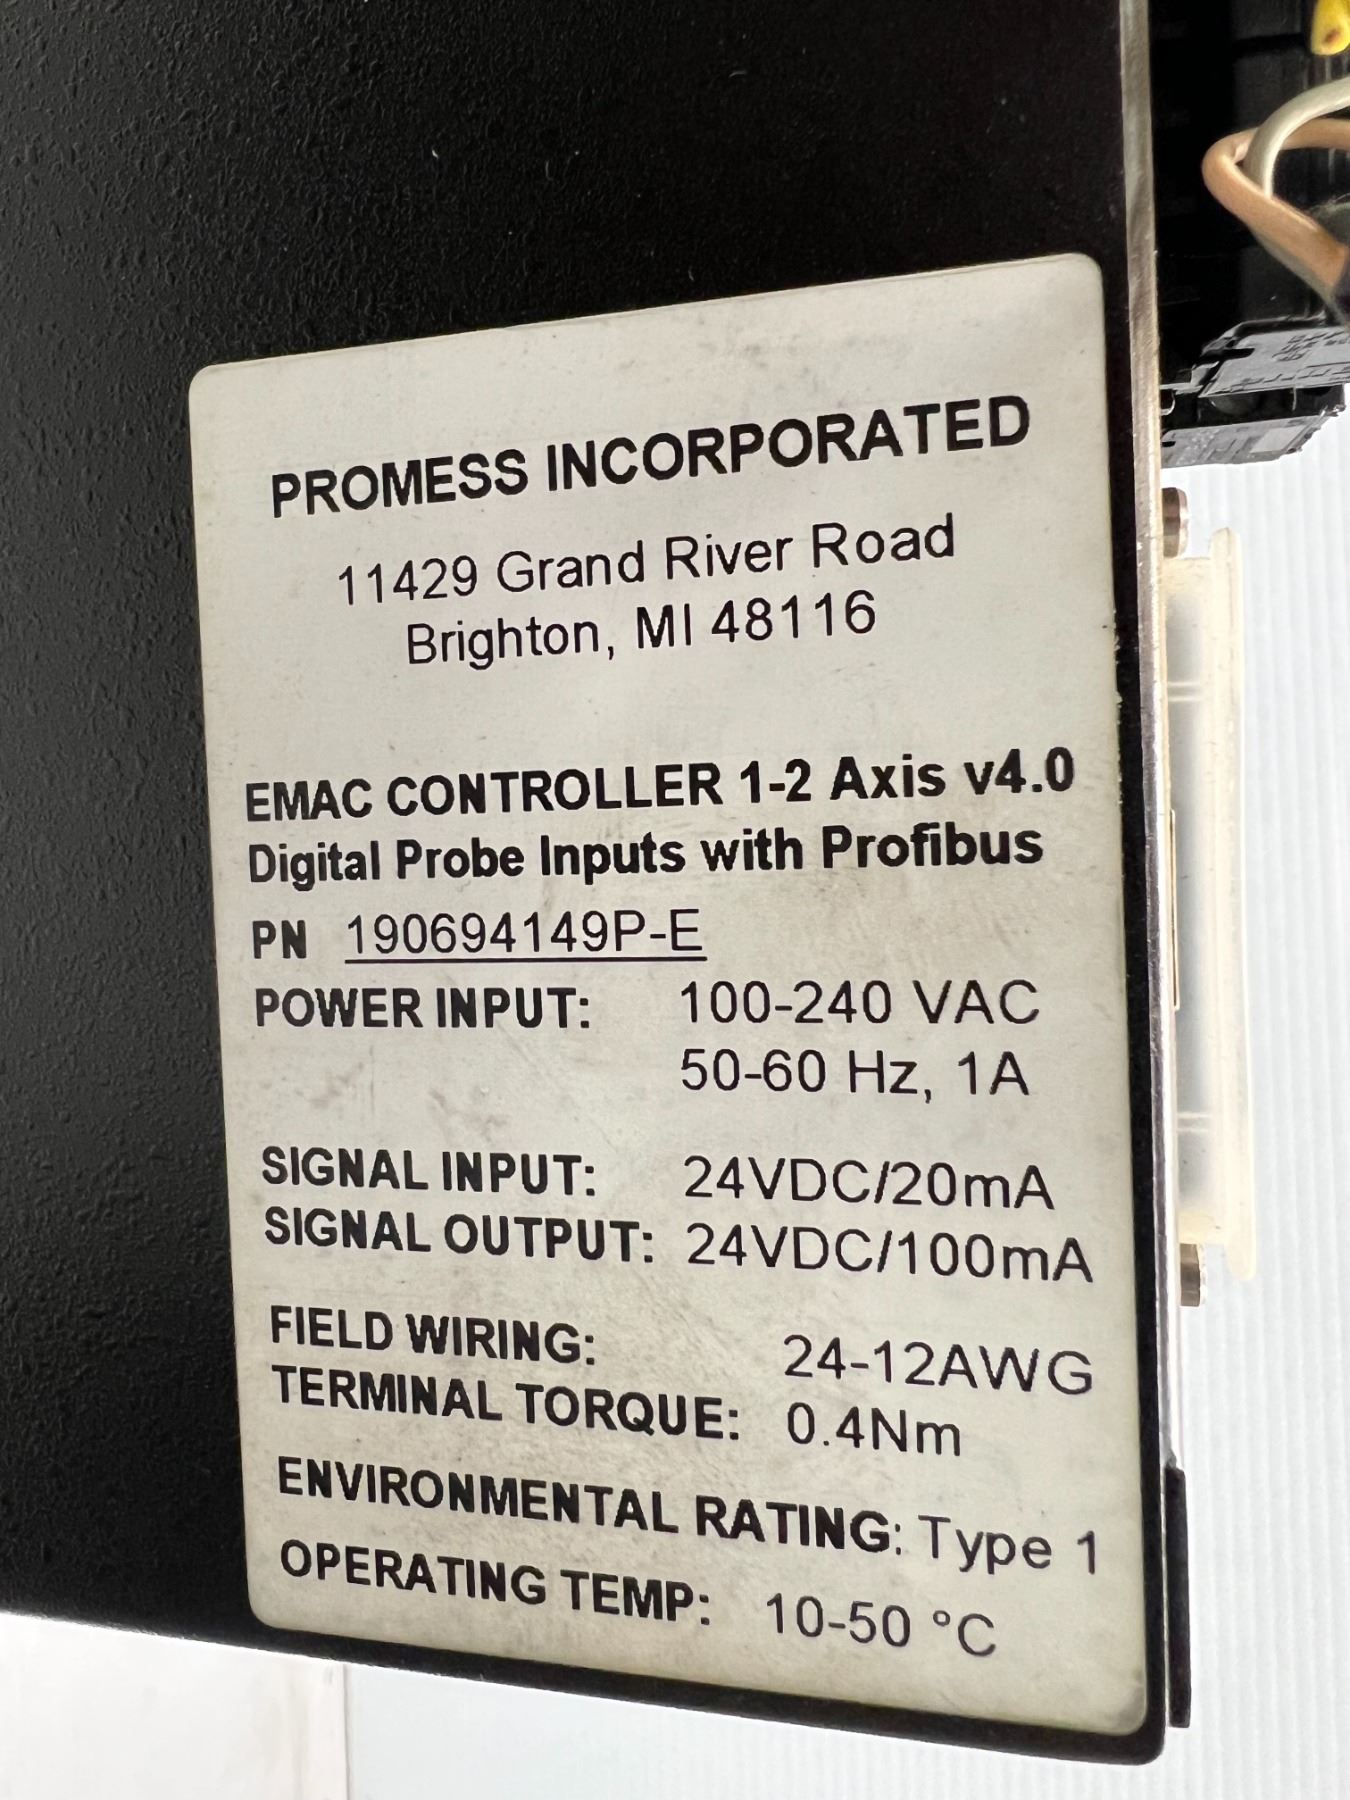 PROMESS INCORPORATED
11429 Grand River Road
Brighton, MI 48116
EMAC CONTROLLER 1-2 Axis v4.0
Digital Probe Inputs with Profibus
PN 190694149P-E
POWER INPUT: 100-240 VAC
50-60 Hz, 1A
SIGNAL INPUT: 24VDC/20mA
SIGNAL OUTPUT: 24VDC/100mA
FIELD WIRING: 24-12AWG
TERMINAL TORQUE: 0.4Nm
ENVIRONMENTAL RATING: Type 1
OPERATING TEMP: 10-50 °C